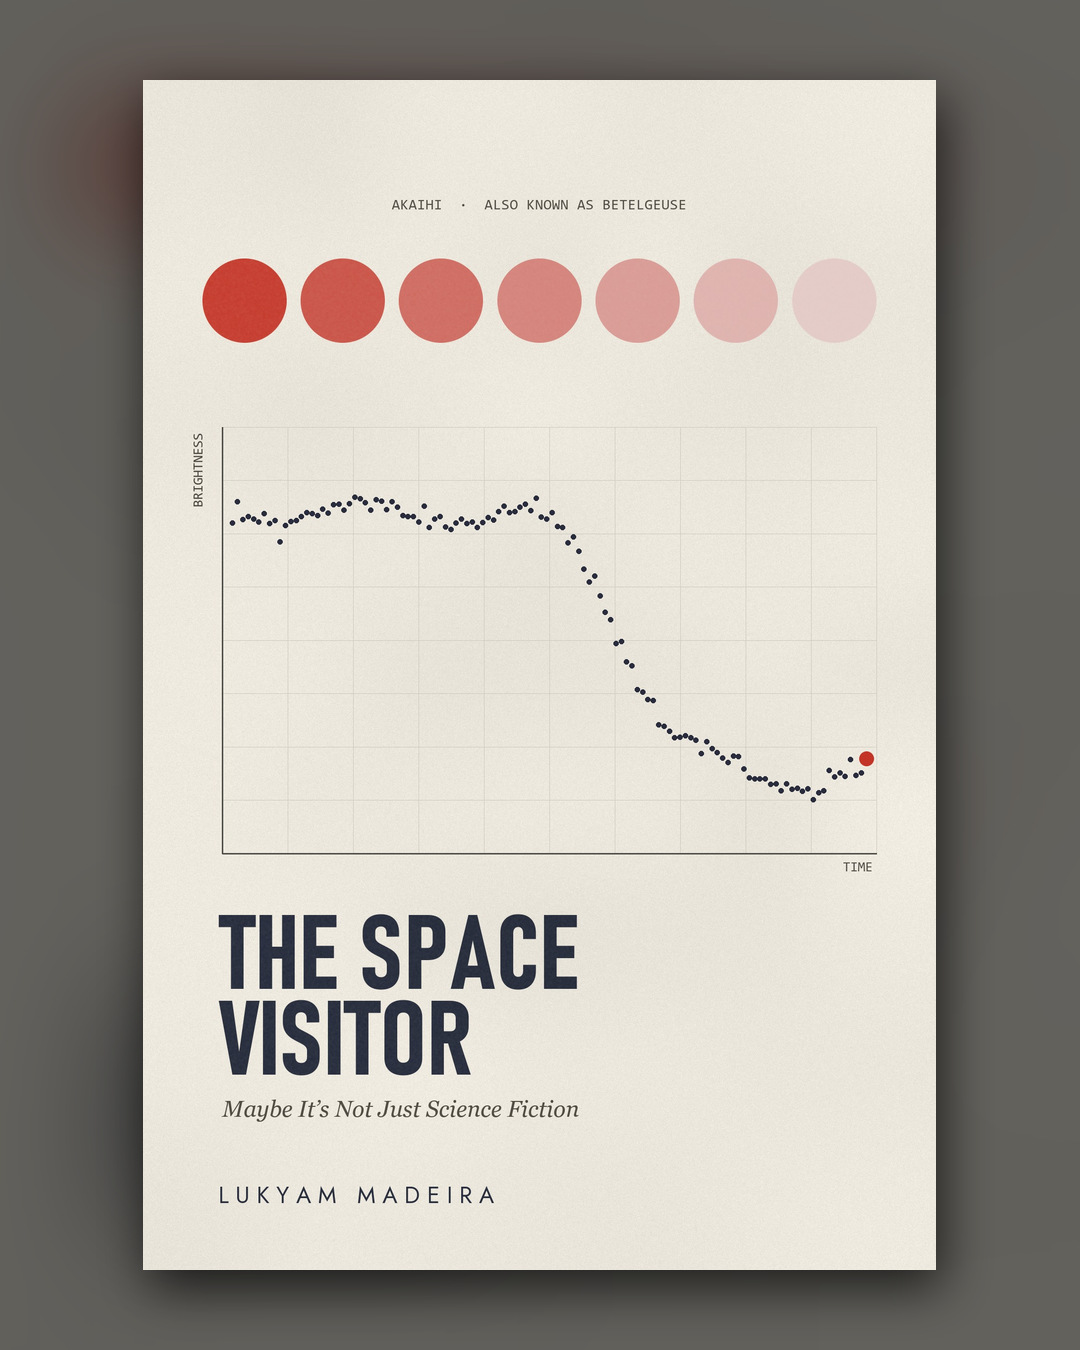 AKAIHI · ALSO KNOWN AS BETELGEUSE
BRIGHTNESS
TIME
THE SPACE
VISITOR
Maybe It’s Not Just Science Fiction
LUKYAM MADEIRA